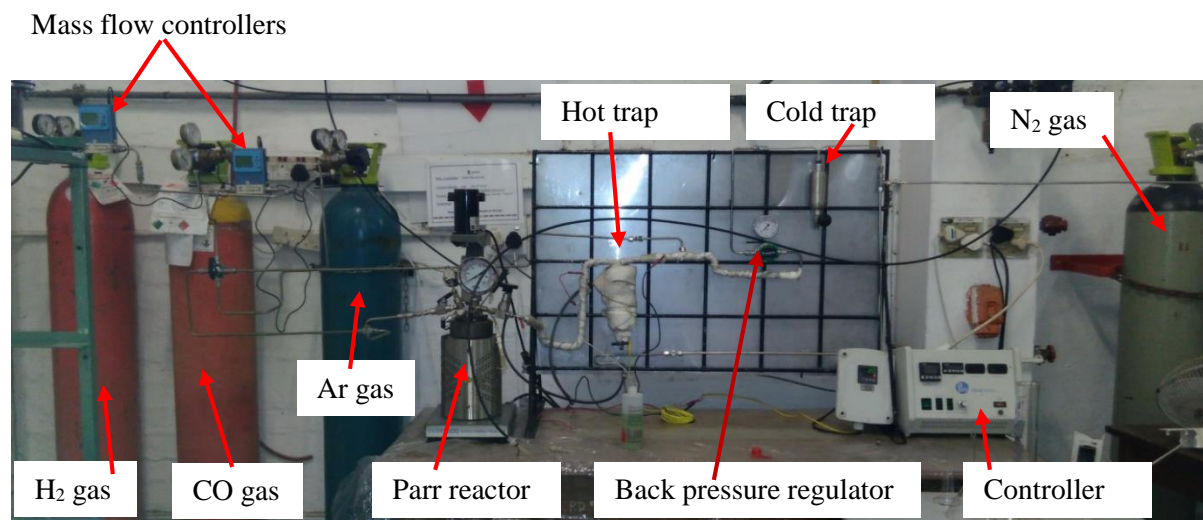 Mass flow controllers
Hot trap
Cold trap
N₂ gas
Ar gas
H₂ gas
CO gas
Parr reactor
Back pressure regulator
Controller